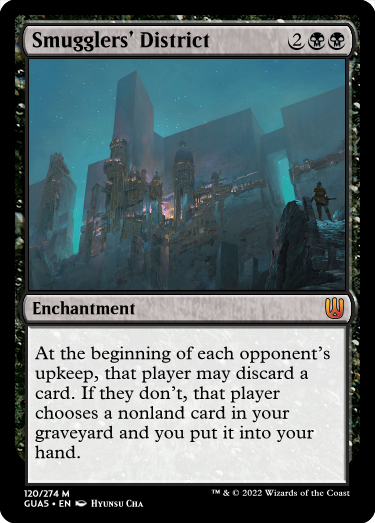 Smugglers' District 2
Enchantment
At the beginning of each opponent's
upkeep, that player may discard a
card. If they don't, that player
chooses a nonland card in your
graveyard and you put it into your
hand.
120/274 M
GUA5 • EN Hyunsu Cha
™ & © 2022 Wizards of the Coast